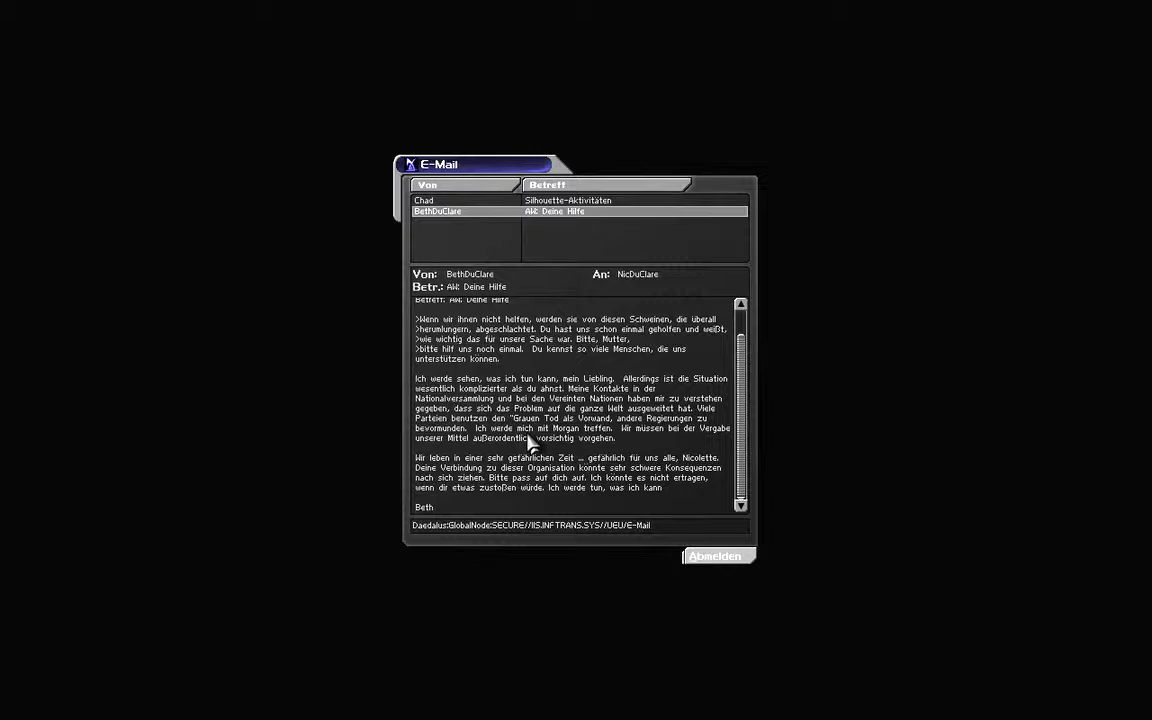 E-Mail
Von Betreff
Chad Silhouette-Aktivitäten
BethDuClare AW: Deine Hilfe
Von: BethDuClare An: NicDuClare
Betr.: AW: Deine Hilfe
Betreff: AW: Deine Hilfe
>Wenn wir ihnen nicht helfen, werden sie von diesen Schweinen, die überall
>herumlungern, abgeschlachtet. Du hast uns schon einmal geholfen und weißt,
>wie wichtig das für unsere Sache war. Bitte, Mutter,
>bitte hilf uns noch einmal. Du kennst so viele Menschen, die uns
unterstützen können.
Ich werde sehen, was ich tun kann, mein Liebling. Allerdings ist die Situation
wesentlich komplizierter als du ahnst. Meine Kontakte in der
Nationalversammlung und bei den Vereinten Nationen haben mir zu verstehen
gegeben, dass sich das Problem auf die ganze Welt ausgeweitet hat. Viele
Parteien benutzen den "Grauen Tod als Vorwand, andere Regierungen zu
bevormunden. Ich werde mich mit Morgan treffen. Wir müssen bei der Vergabe
unserer Mittel außerordentlich vorsichtig vorgehen.
Wir leben in einer sehr gefährlichen Zeit ... gefährlich für uns alle, Nicolette.
Deine Verbindung zu dieser Organisation könnte sehr schwere Konsequenzen
nach sich ziehen. Bitte pass auf dich auf. Ich könnte es nicht ertragen,
wenn dir etwas zustoßen würde. Ich werde tun, was ich kann
Beth
Daedalus:GlobalNode:SECURE//IIS.INFTRANS.SYS//UEU/E-Mail
Abmelden